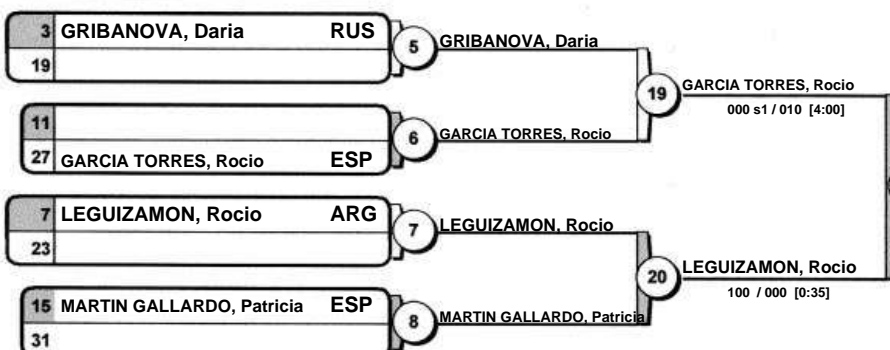 3 GRIBANOVA, Daria RUS
19
5 GRIBANOVA, Daria
11
27 GARCIA TORRES, Rocio ESP
6 GARCIA TORRES, Rocio
19 GARCIA TORRES, Rocio
000 s1 / 010 [4:00]
7 LEGUIZAMON, Rocio ARG
23
7 LEGUIZAMON, Rocio
15 MARTIN GALLARDO, Patricia ESP
31
8 MARTIN GALLARDO, Patricia
20 LEGUIZAMON, Rocio
100 / 000 [0:35]